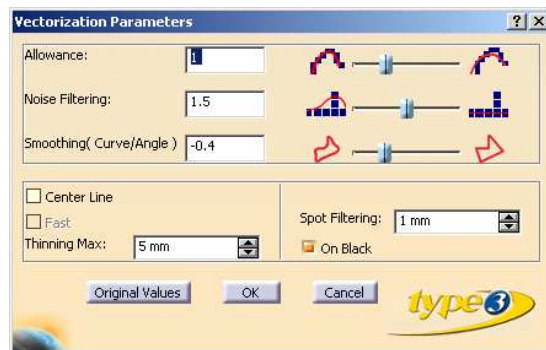 Vectorization Parameters
Allowance: 1
Noise Filtering: 1.5
Smoothing( Curve/Angle ) -0.4
Center Line
Fast
Thinning Max: 5 mm
Spot Filtering: 1 mm
On Black
Original Values OK Cancel
type3